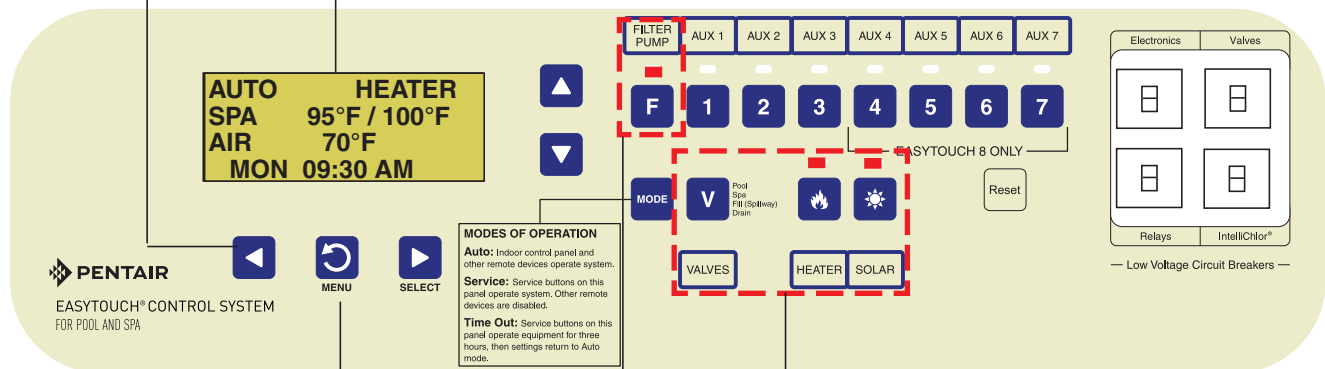 FILTER
PUMP
AUX 1
AUX 2
AUX 3
AUX 4
AUX 5
AUX 6
AUX 7
Electronics
Valves
AUTO HEATER
SPA 95°F / 100°F
AIR 70°F
MON 09:30 AM
F
1
2
3
4
5
6
7
EASYTOUCH 8 ONLY
MODE
V
Pool
Spa
Fill (Spillway)
Drain
Reset
MODES OF OPERATION
Auto: Indoor control panel and
other remote devices operate system.
Service: Service buttons on this
panel operate system. Other remote
devices are disabled.
Time Out: Service buttons on this
panel operate equipment for three
hours, then settings return to Auto
mode.
VALVES
HEATER
SOLAR
Relays
IntelliChlor®
Low Voltage Circuit Breakers
PENTAIR
MENU
SELECT
EASYTOUCH® CONTROL SYSTEM
FOR POOL AND SPA